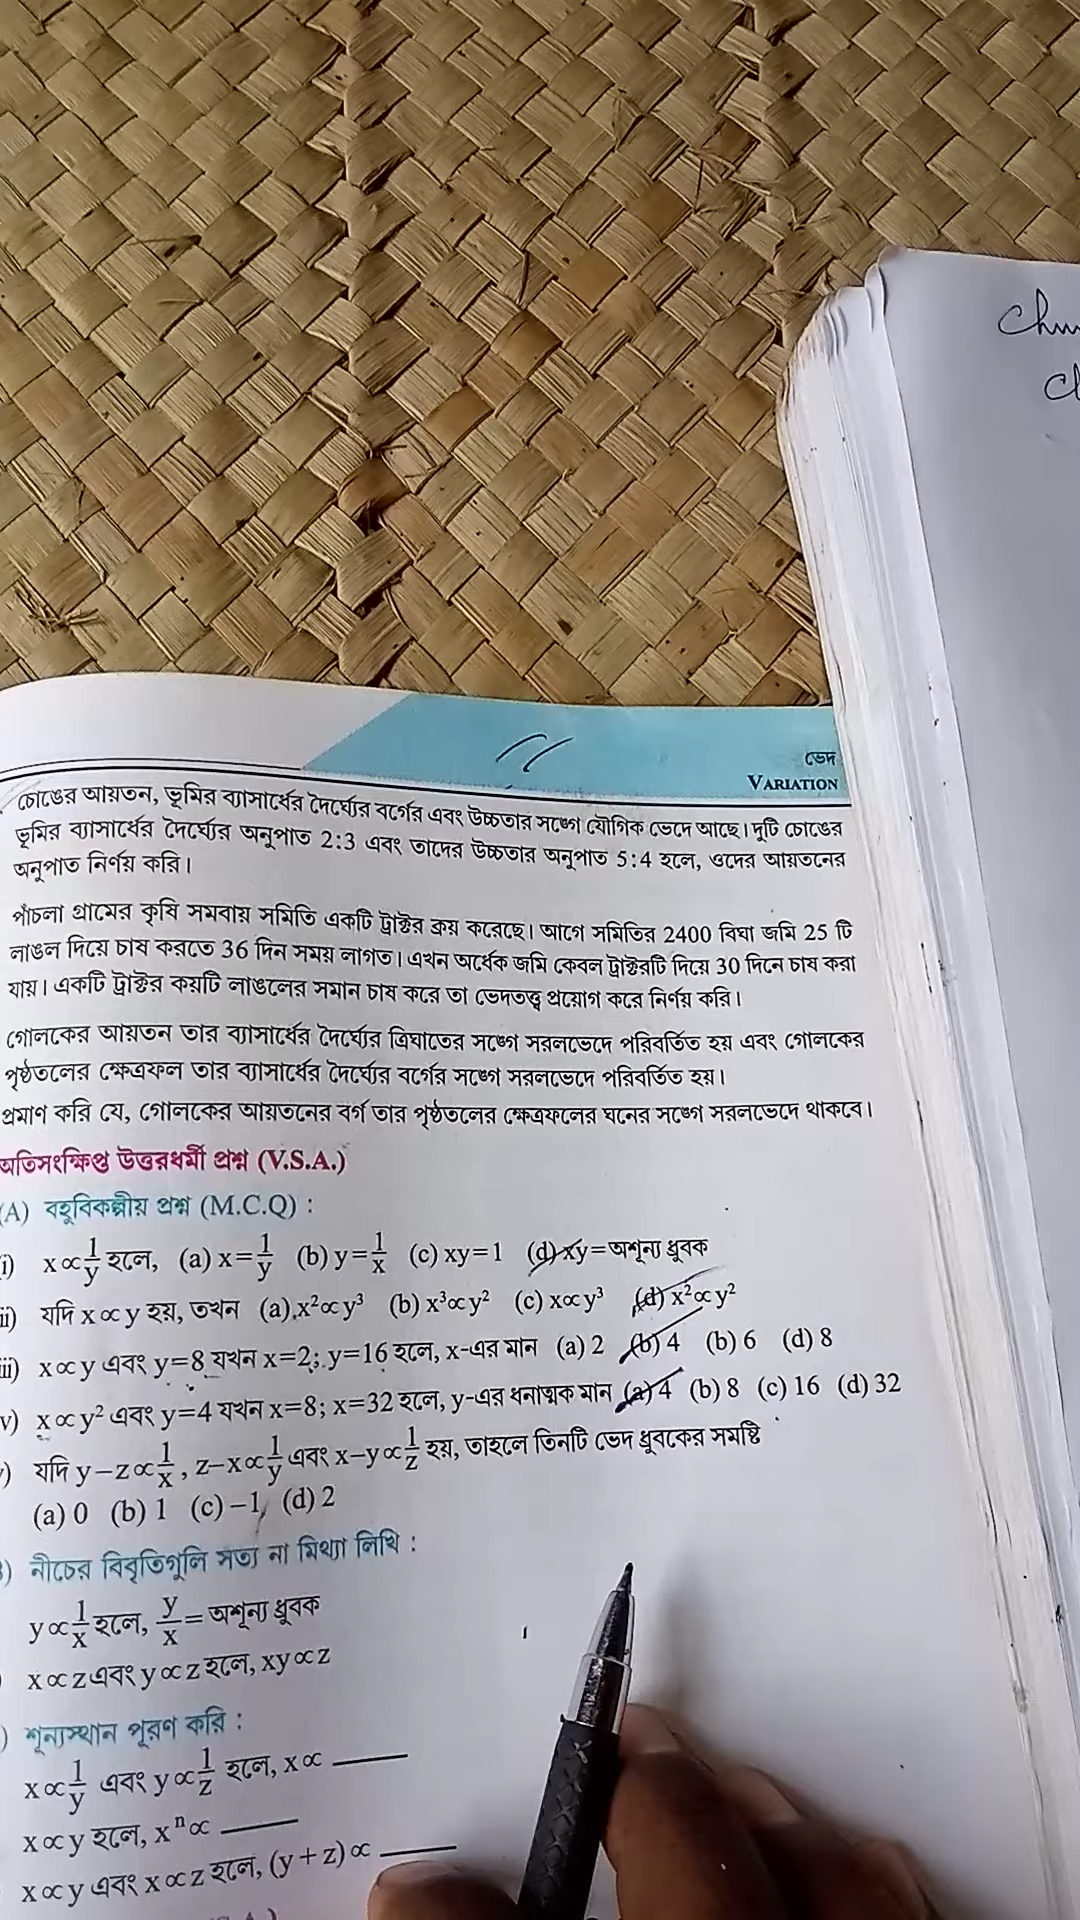 Chm
Cl
ভেদ
VARIATION
চোঙের আয়তন, ভূমির ব্যাসার্ধের দৈর্ঘ্যের বর্গের এবং উচ্চতার সঙ্গে যৌগিক ভেদে আছে। দুটি চোঙের
ভূমির ব্যাসার্ধের দৈর্ঘ্যের অনুপাত 2:3 এবং তাদের উচ্চতার অনুপাত 5:4 হলে, ওদের আয়তনের
অনুপাত নির্ণয় করি।
পাঁচলা গ্রামের কৃষি সমবায় সমিতি একটি ট্রাক্টর ক্রয় করেছে। আগে সমিতির 2400 বিঘা জমি 25 টি
লাঙল দিয়ে চাষ করতে 36 দিন সময় লাগত। এখন অর্ধেক জমি কেবল ট্রাক্টরটি দিয়ে 30 দিনে চাষ করা
যায়। একটি ট্রাক্টর কয়টি লাঙলের সমান চাষ করে তা ভেদতত্ত্ব প্রয়োগ করে নির্ণয় করি।
গোলকের আয়তন তার ব্যাসার্ধের দৈর্ঘ্যের ত্রিঘাতের সঙ্গে সরলভেদে পরিবর্তিত হয় এবং গোলকের
পৃষ্ঠতলের ক্ষেত্রফল তার ব্যাসার্ধের দৈর্ঘ্যের বর্গের সঙ্গে সরলভেদে পরিবর্তিত হয়।
প্রমাণ করি যে, গোলকের আয়তনের বর্গ তার পৃষ্ঠতলের ক্ষেত্রফলের ঘনের সঙ্গে সরলভেদে থাকবে।
অতিসংক্ষিপ্ত উত্তরধর্মী প্রশ্ন (V.S.A.)
(A) বহুবিকল্পীয় প্রশ্ন (M.C.Q) :
i) x∝1/y হলে, (a) x=1/y (b) y=1/x (c) xy=1 (d) xy=অশূন্য ধ্রুবক
ii) যদি x∝y হয়, তখন (a) x²∝y³ (b) x³∝y² (c) x∝y³ (d) x²∝y²
iii) x∝y এবং y=8 যখন x=2; y=16 হলে, x-এর মান (a) 2 (b) 4 (b) 6 (d) 8
v) x∝y² এবং y=4 যখন x=8; x=32 হলে, y-এর ধনাত্মক মান (a) 4 (b) 8 (c) 16 (d) 32
) যদি y−z∝1/x, z−x∝1/y এবং x−y∝1/z হয়, তাহলে তিনটি ভেদ ধ্রুবকের সমষ্টি
(a) 0 (b) 1 (c) −1 (d) 2
) নীচের বিবৃতিগুলি সত্য না মিথ্যা লিখি :
y∝1/x হলে, y/x=অশূন্য ধ্রুবক
x∝z এবং y∝z হলে, xy∝z
) শূন্যস্থান পূরণ করি :
x∝1/y এবং y∝1/z হলে, x∝ ____
x∝y হলে, xⁿ∝ ____
x∝y এবং x∝z হলে, (y+z)∝ ____